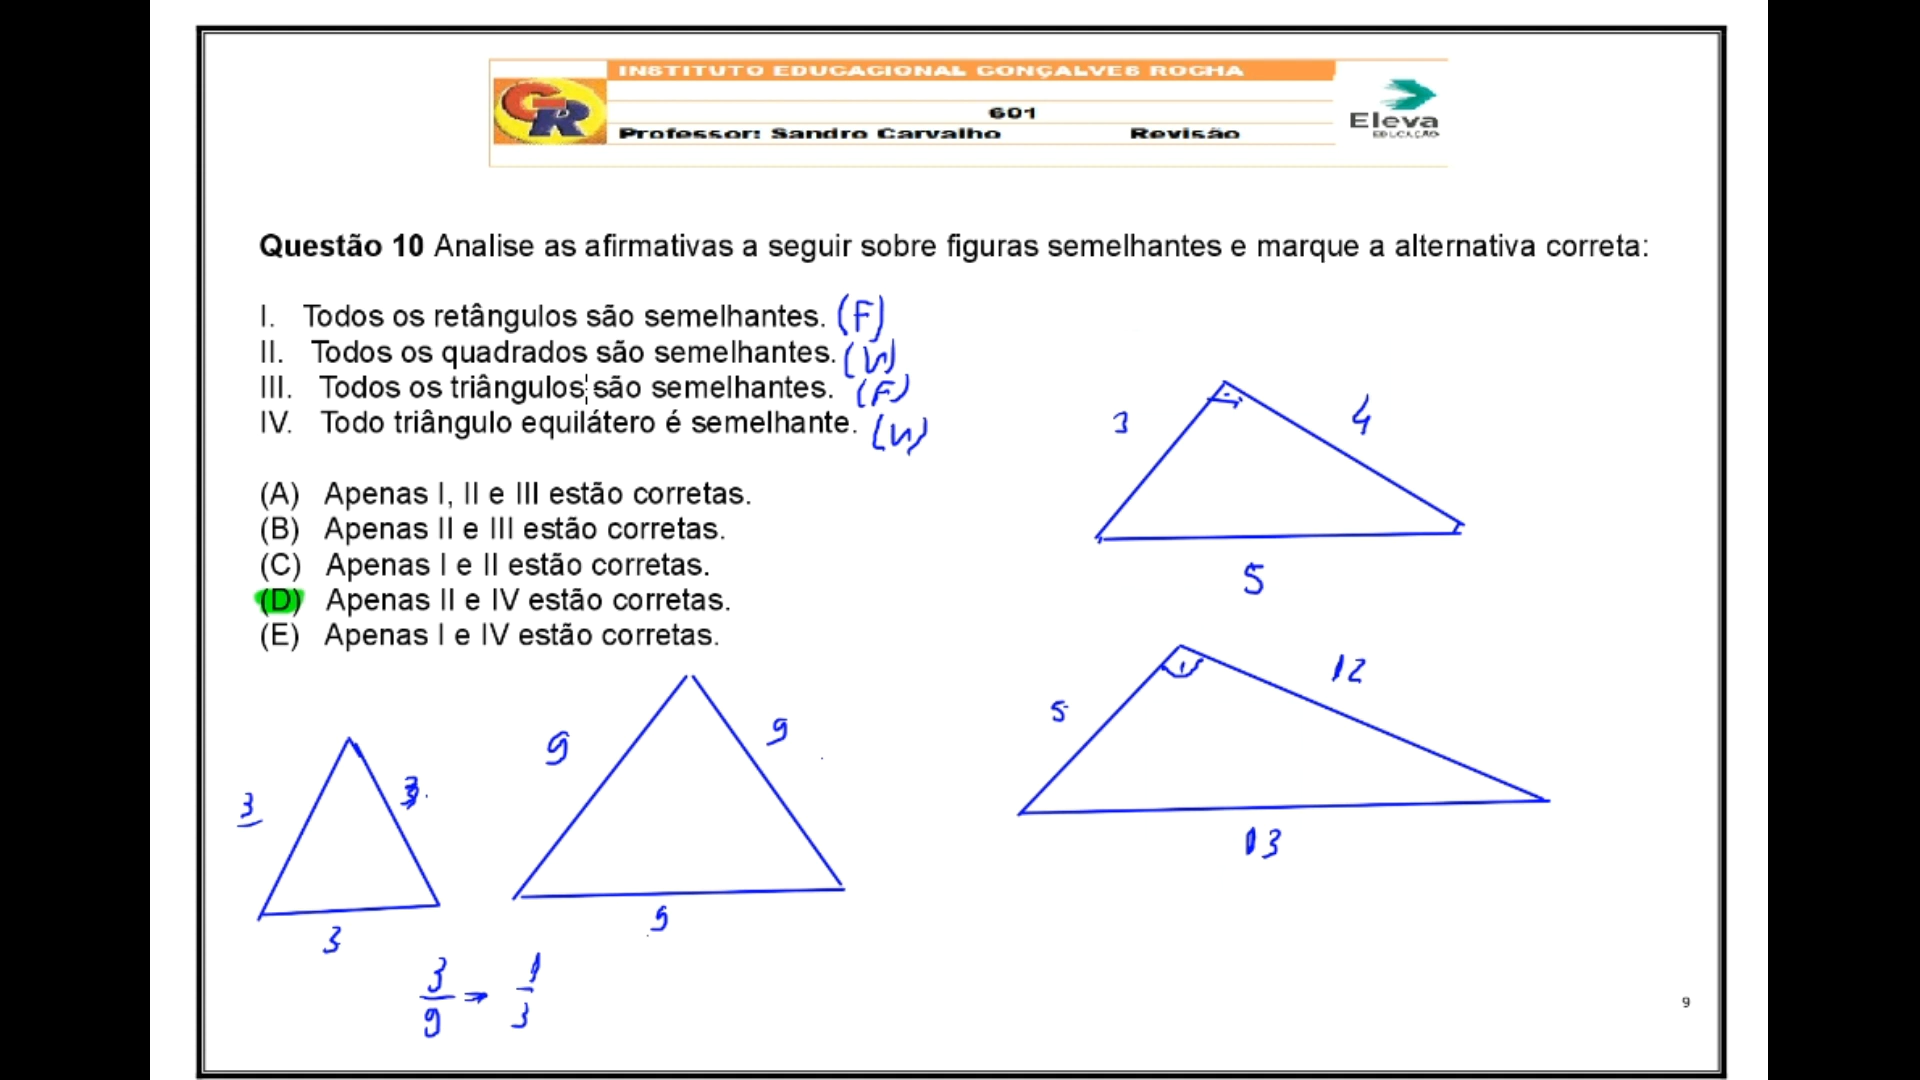 INSTITUTO EDUCACIONAL GONÇALVES ROCHA
GR
601
Professor: Sandro Carvalho Revisão
Eleva
EDUCAÇÃO
Questão 10 Analise as afirmativas a seguir sobre figuras semelhantes e marque a alternativa correta:
I. Todos os retângulos são semelhantes. (F)
II. Todos os quadrados são semelhantes. (V)
III. Todos os triângulos são semelhantes. (F)
IV. Todo triângulo equilátero é semelhante. (V)
(A) Apenas I, II e III estão corretas.
(B) Apenas II e III estão corretas.
(C) Apenas I e II estão corretas.
(D) Apenas II e IV estão corretas.
(E) Apenas I e IV estão corretas.
3 4
5
5 12
13
3 3
3
9 9
9
3/9 = 1/3
9